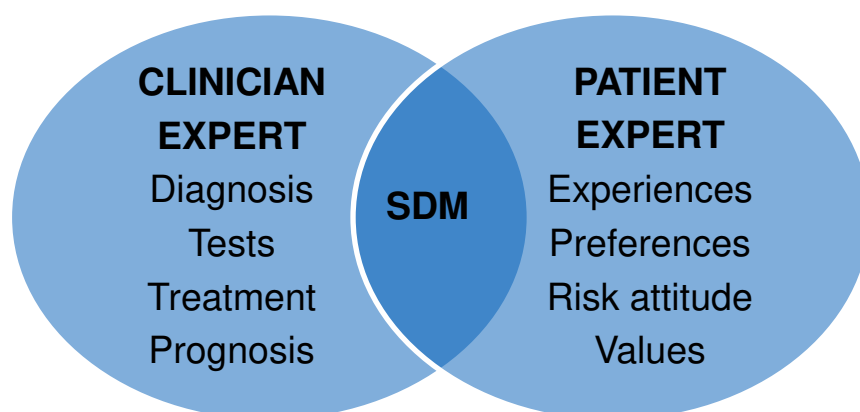 CLINICIAN
EXPERT
Diagnosis
Tests
Treatment
Prognosis
SDM
PATIENT
EXPERT
Experiences
Preferences
Risk attitude
Values